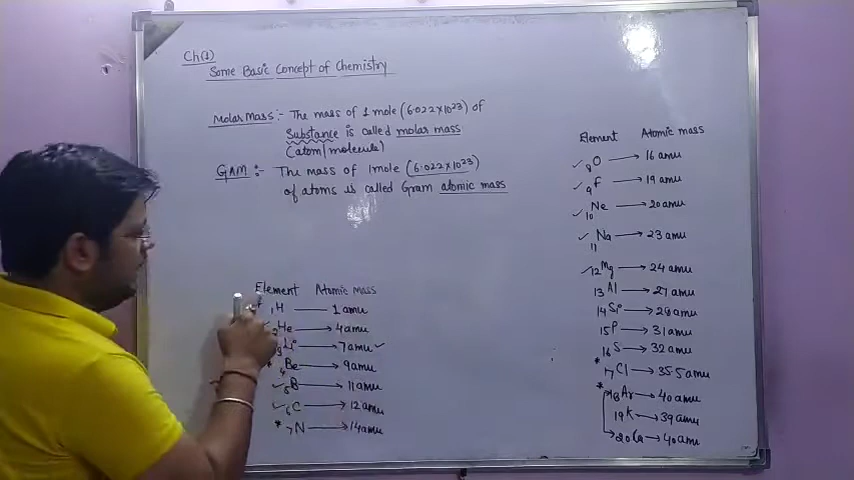 Ch(1)
Some Basic Concept of Chemistry
Molar Mass :- The mass of 1 mole (6.022×10²³) of
Substance is called molar mass
(atom/molecule)
GAM :- The mass of 1 mole (6.022×10²³)
of atoms is called Gram atomic mass
Element Atomic Mass
₁H → 1 amu
₂He → 4 amu
₃Li → 7 amu ✓
* ₄Be → 9 amu
✓ ₅B → 11 amu
✓ ₆C → 12 amu
* ₇N → 14 amu
Element Atomic mass
✓ ₈O → 16 amu
✓ ₉F → 19 amu
✓ ₁₀Ne → 20 amu
✓ ₁₁Na → 23 amu
✓ ₁₂Mg → 24 amu
₁₃Al → 27 amu
₁₄Si → 28 amu
₁₅P → 31 amu
₁₆S → 32 amu
* ₁₇Cl → 35.5 amu
* ₁₈Ar → 40 amu
₁₉K → 39 amu
₂₀Ca → 40 amu